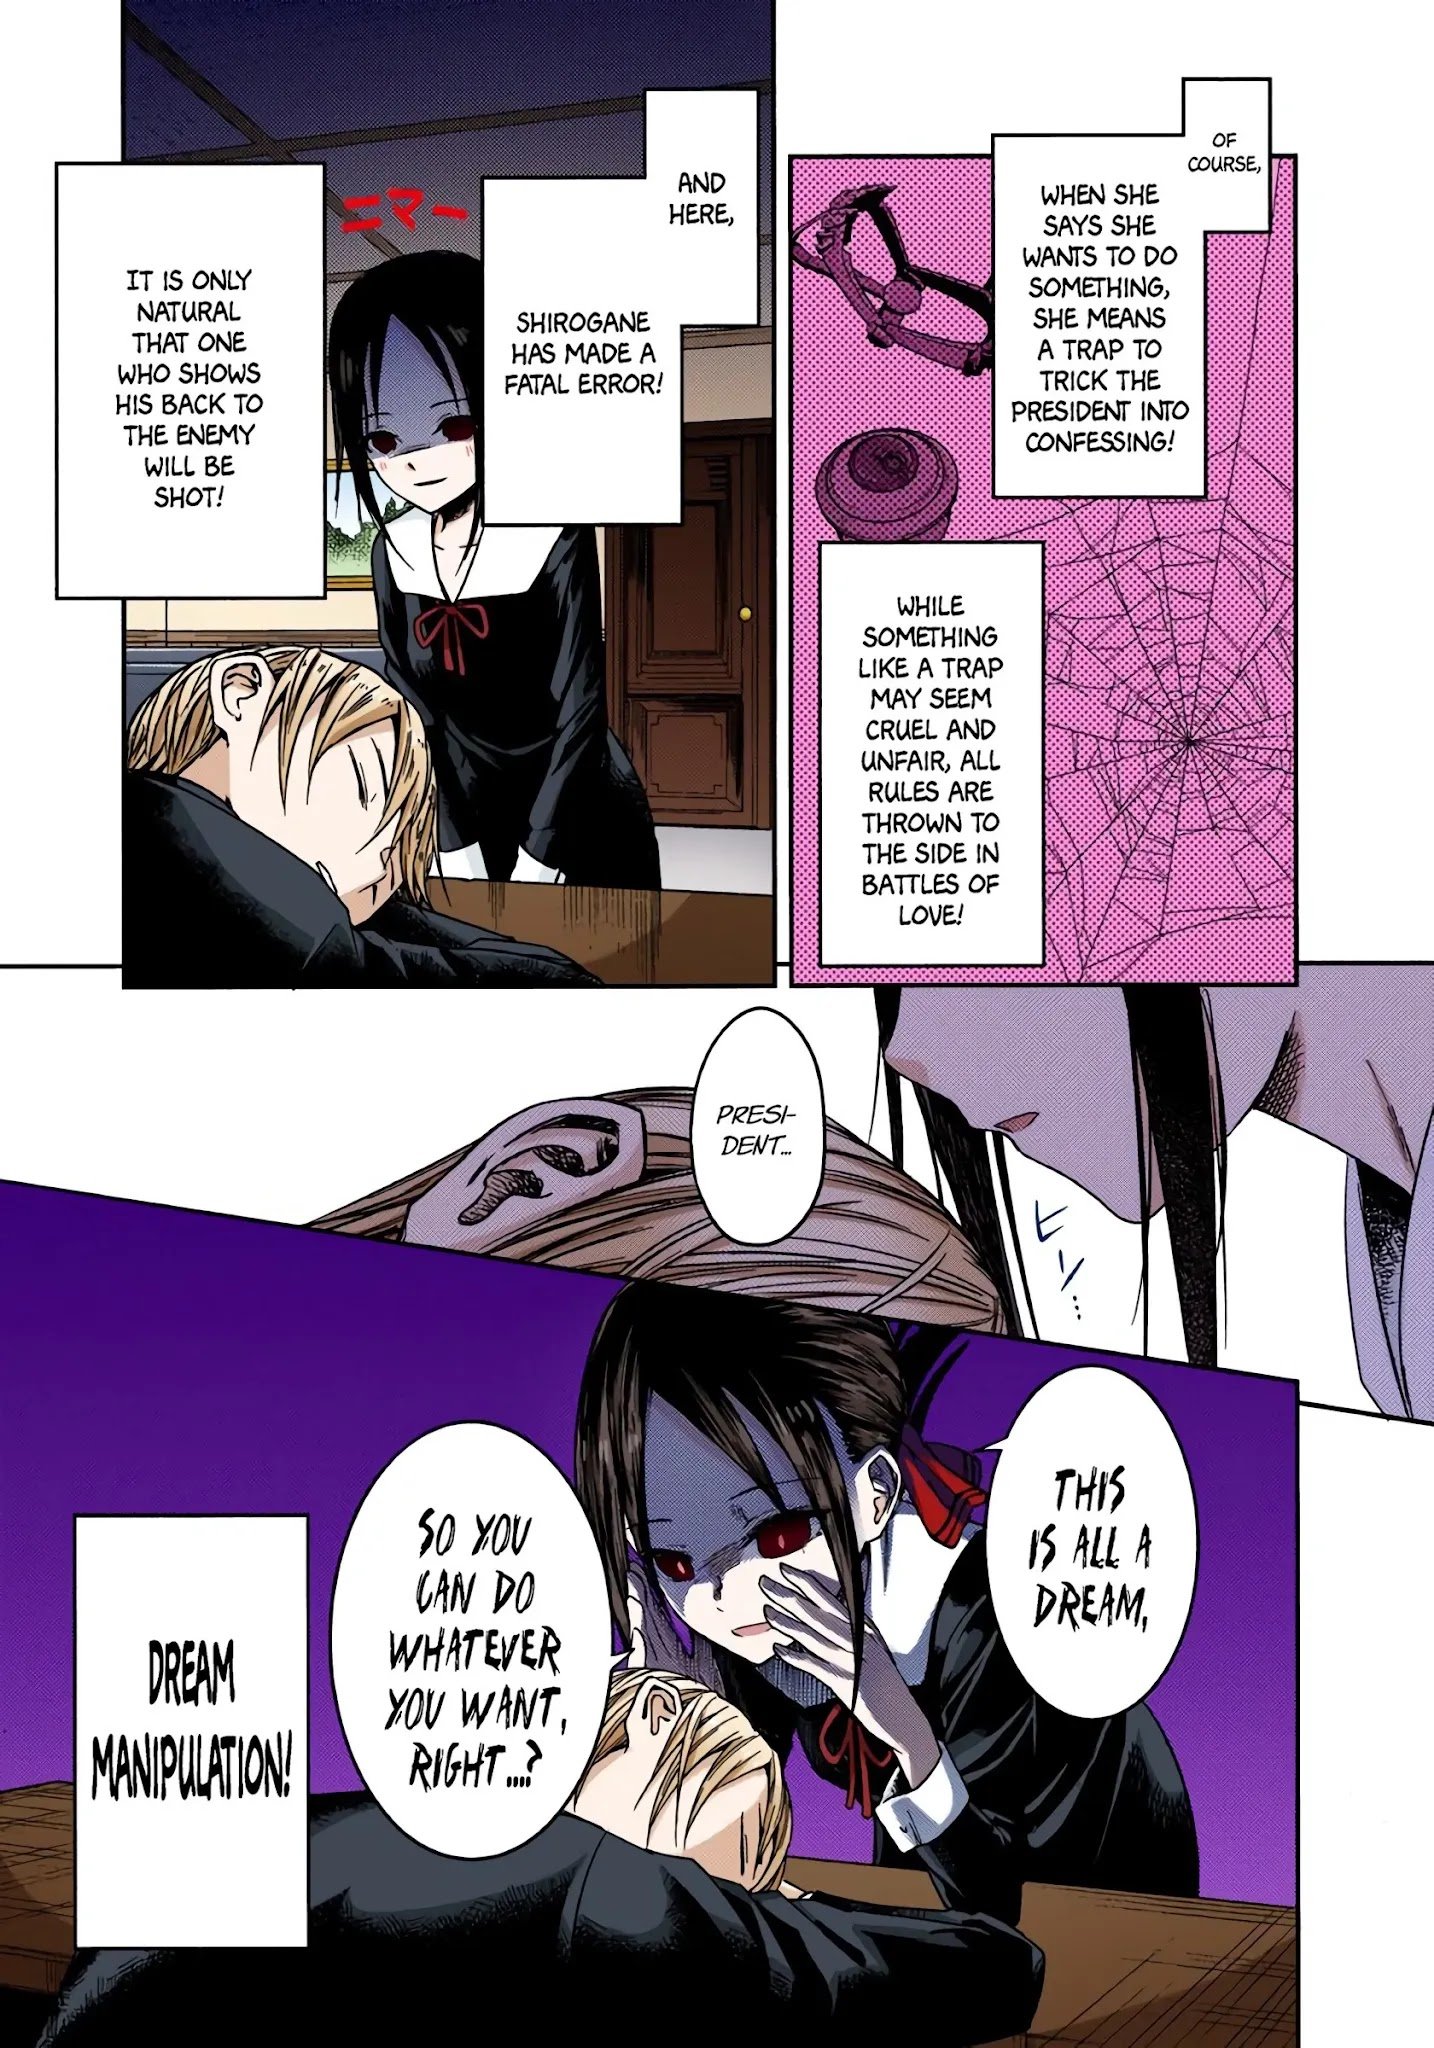 OF
COURSE,
WHEN SHE
SAYS SHE
WANTS TO DO
SOMETHING,
SHE MEANS
A TRAP TO
TRICK THE
PRESIDENT INTO
CONFESSING!
WHILE
SOMETHING
LIKE A TRAP
MAY SEEM
CRUEL AND
UNFAIR, ALL
RULES ARE
THROWN TO
THE SIDE IN
BATTLES OF
LOVE!
AND
HERE,
SHIROGANE
HAS MADE A
FATAL ERROR!
ニマー
IT IS ONLY
NATURAL
THAT ONE
WHO SHOWS
HIS BACK TO
THE ENEMY
WILL BE
SHOT!
PRESI-
DENT...
ヒソ…
THIS
IS ALL A
DREAM,
SO YOU
CAN DO
WHATEVER
YOU WANT,
RIGHT....?
DREAM
MANIPULATION!